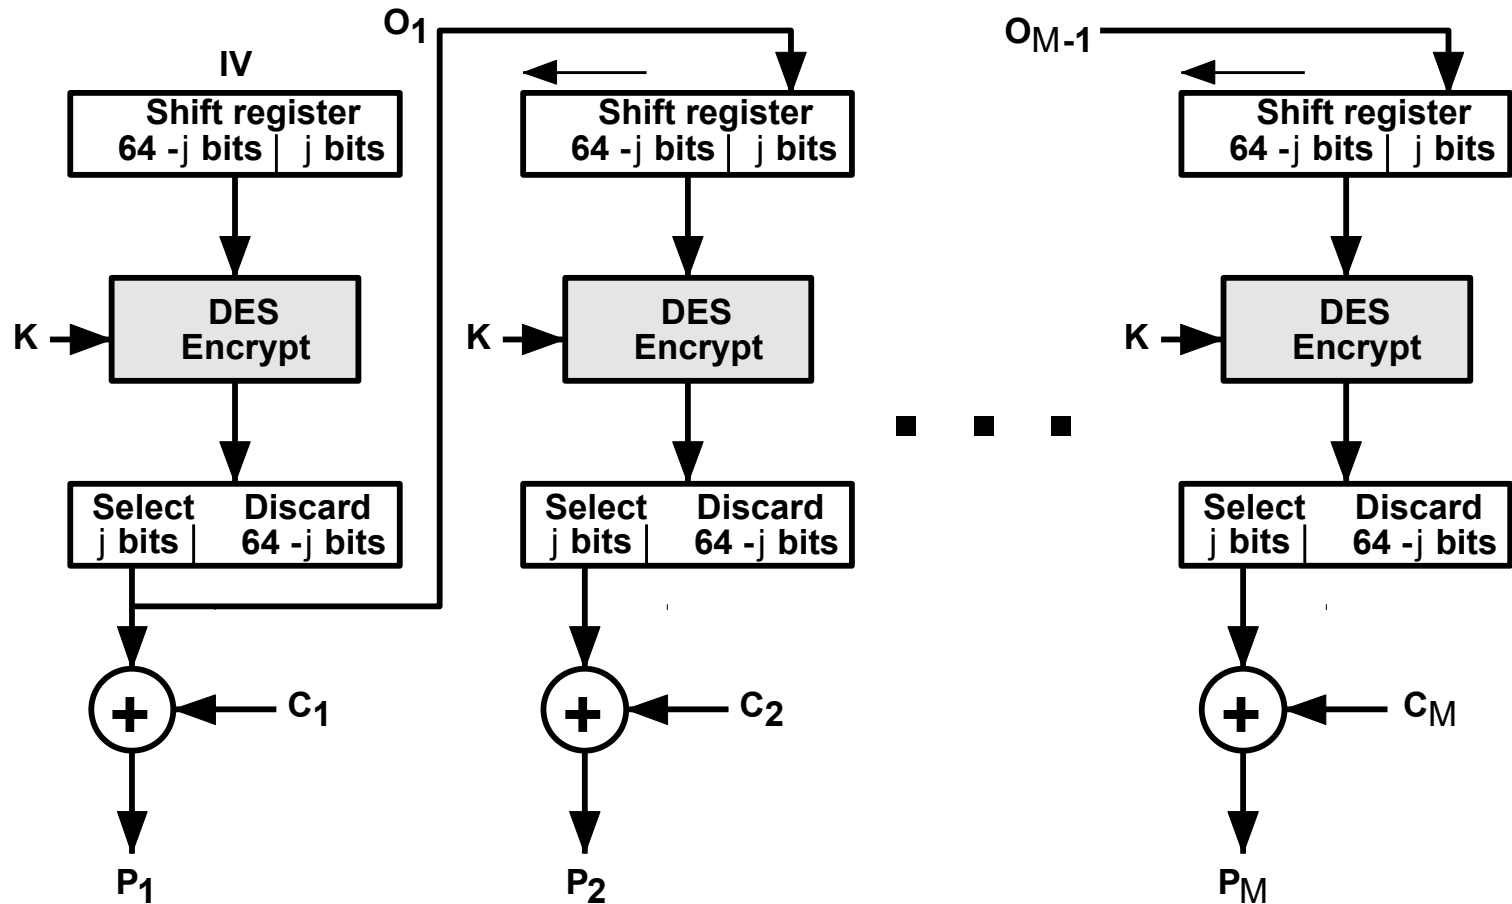 O1
OM-1
IV
Shift register
64 -j bits j bits
Shift register
64 -j bits j bits
Shift register
64 -j bits j bits
K
DES
Encrypt
K
DES
Encrypt
K
DES
Encrypt
Select Discard
j bits 64 -j bits
Select Discard
j bits 64 -j bits
Select Discard
j bits 64 -j bits
+ C1
+ C2
+ CM
P1
P2
PM